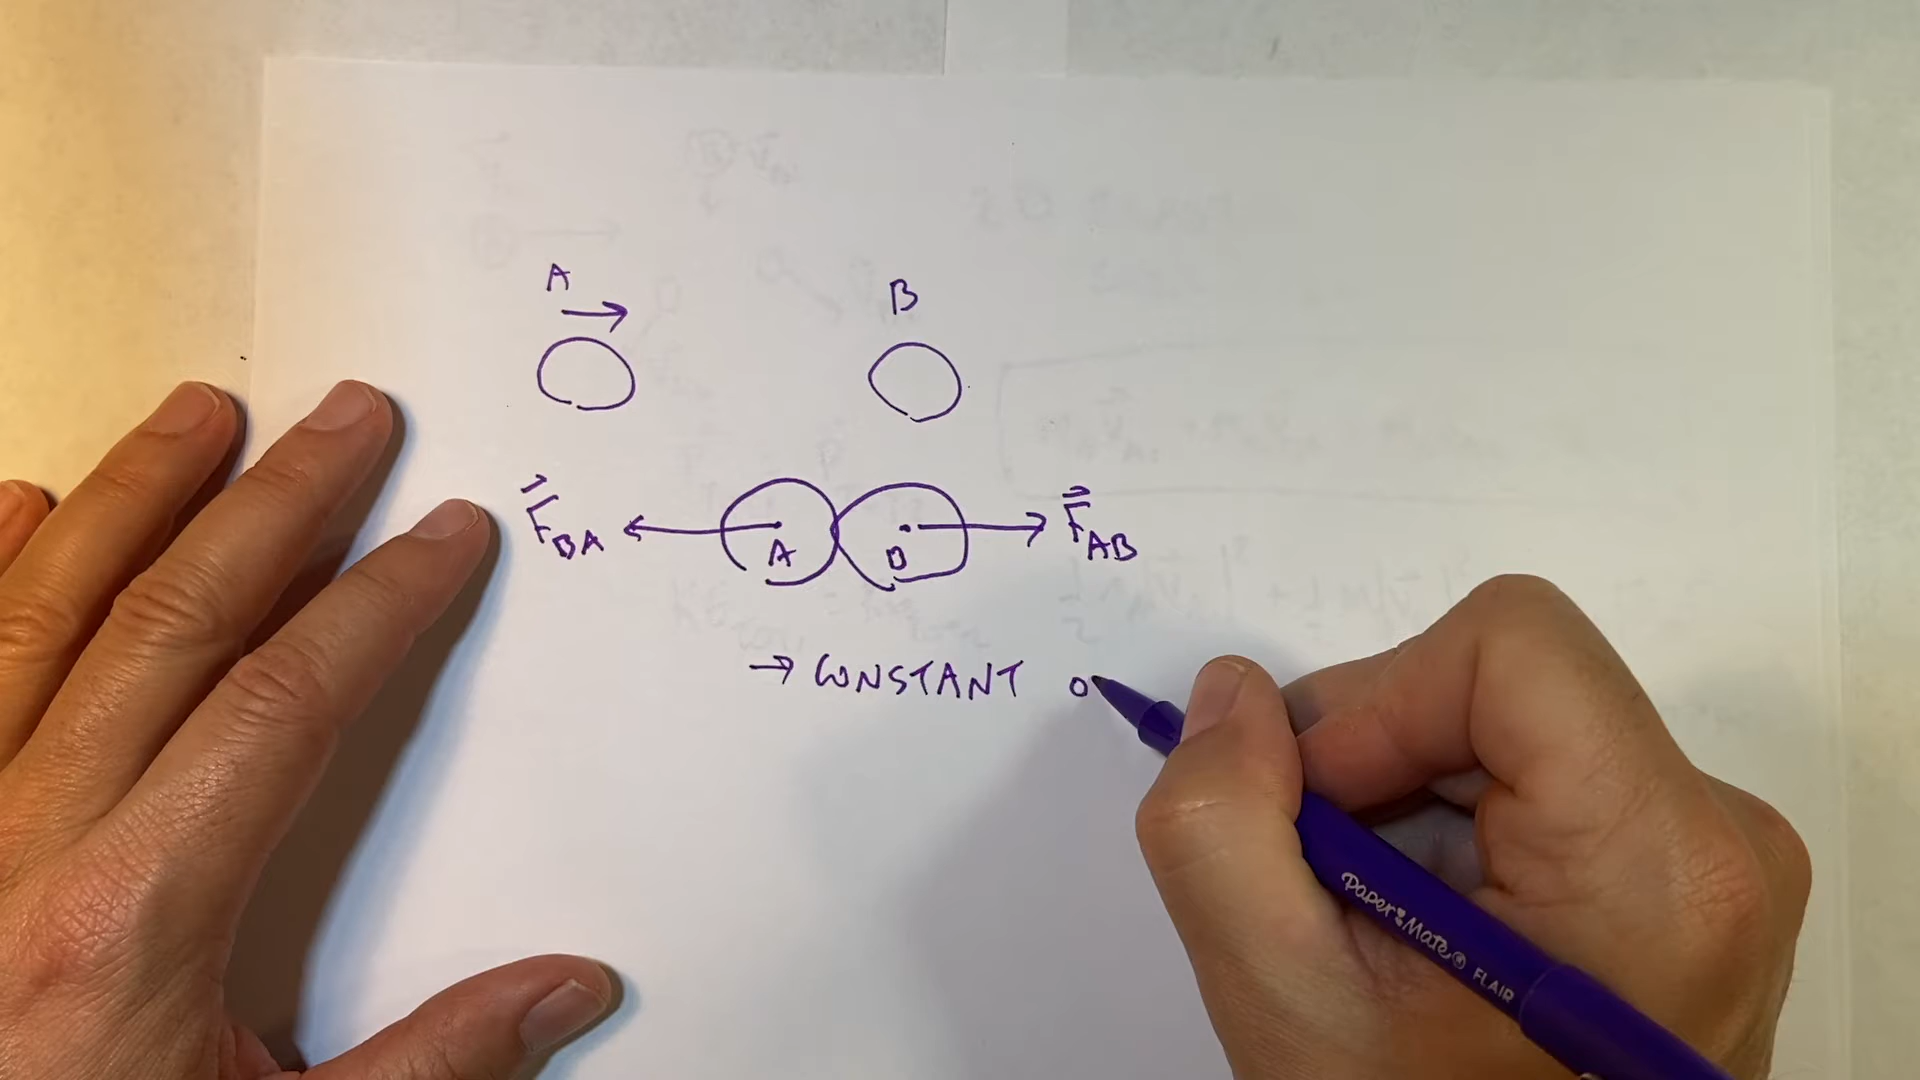 A
B
F⃗BA A B F⃗AB
→ CONSTANT o
Paper Mate® FLAIR